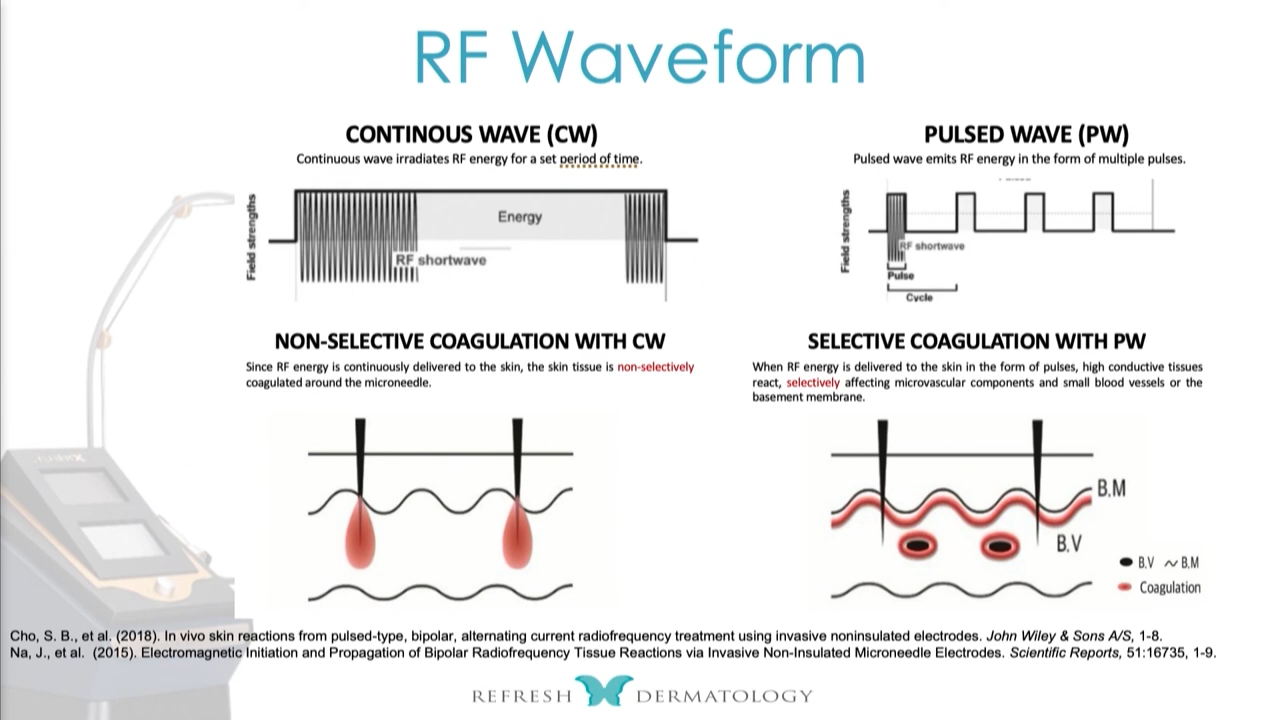 RF Waveform
CONTINOUS WAVE (CW)
Continuous wave irradiates RF energy for a set period of time.
Field strengths
Energy
RF shortwave
PULSED WAVE (PW)
Pulsed wave emits RF energy in the form of multiple pulses.
Field strengths
RF shortwave
Pulse
Cycle
NON-SELECTIVE COAGULATION WITH CW
Since RF energy is continuously delivered to the skin, the skin tissue is non-selectively
coagulated around the microneedle.
SELECTIVE COAGULATION WITH PW
When RF energy is delivered to the skin in the form of pulses, high conductive tissues
react, selectively affecting microvascular components and small blood vessels or the
basement membrane.
B.M
B.V
B.V B.M
Coagulation
Cho, S. B., et al. (2018). In vivo skin reactions from pulsed-type, bipolar, alternating current radiofrequency treatment using invasive noninsulated electrodes. John Wiley & Sons A/S, 1-8.
Na, J., et al. (2015). Electromagnetic Initiation and Propagation of Bipolar Radiofrequency Tissue Reactions via Invasive Non-Insulated Microneedle Electrodes. Scientific Reports, 51:16735, 1-9.
REFRESH DERMATOLOGY